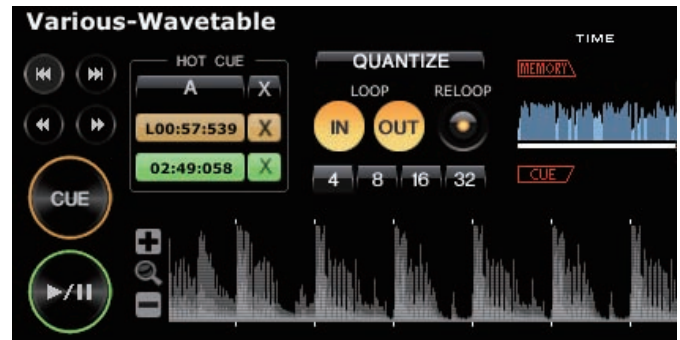 Various-Wavetable
TIME
HOT CUE
QUANTIZE
MEMORY
A X
LOOP RELOOP
L00:57:539 X
IN OUT
02:49:058 X
4 8 16 32
CUE
CUE